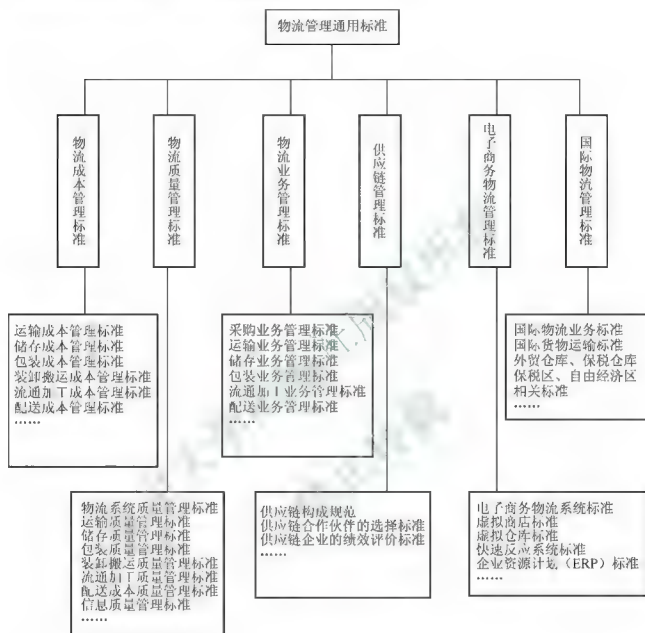 物流管理通用标准
物流成本管理标准
物流质量管理标准
物流业务管理标准
供应链管理标准
电子商务物流管理标准
国际物流管理标准
运输成本管理标准
储存成本管理标准
包装成本管理标准
装卸搬运成本管理标准
流通加工成本管理标准
配送成本管理标准
……
采购业务管理标准
运输业务管理标准
储存业务管理标准
包装业务管理标准
流通加工业务管理标准
配送业务管理标准
……
国际物流业务标准
国际货物运输标准
外贸仓库、保税仓库
保税区、自由经济区
相关标准
……
物流系统质量管理标准
运输质量管理标准
储存质量管理标准
包装质量管理标准
装卸搬运质量管理标准
流通加工质量管理标准
配送成本质量管理标准
信息质量管理标准
……
供应链构成规范
供应链合作伙伴的选择标准
供应链企业的绩效评价标准
……
电子商务物流系统标准
虚拟商店标准
虚拟仓库标准
快速反应系统标准
企业资源计划（ERP）标准
……